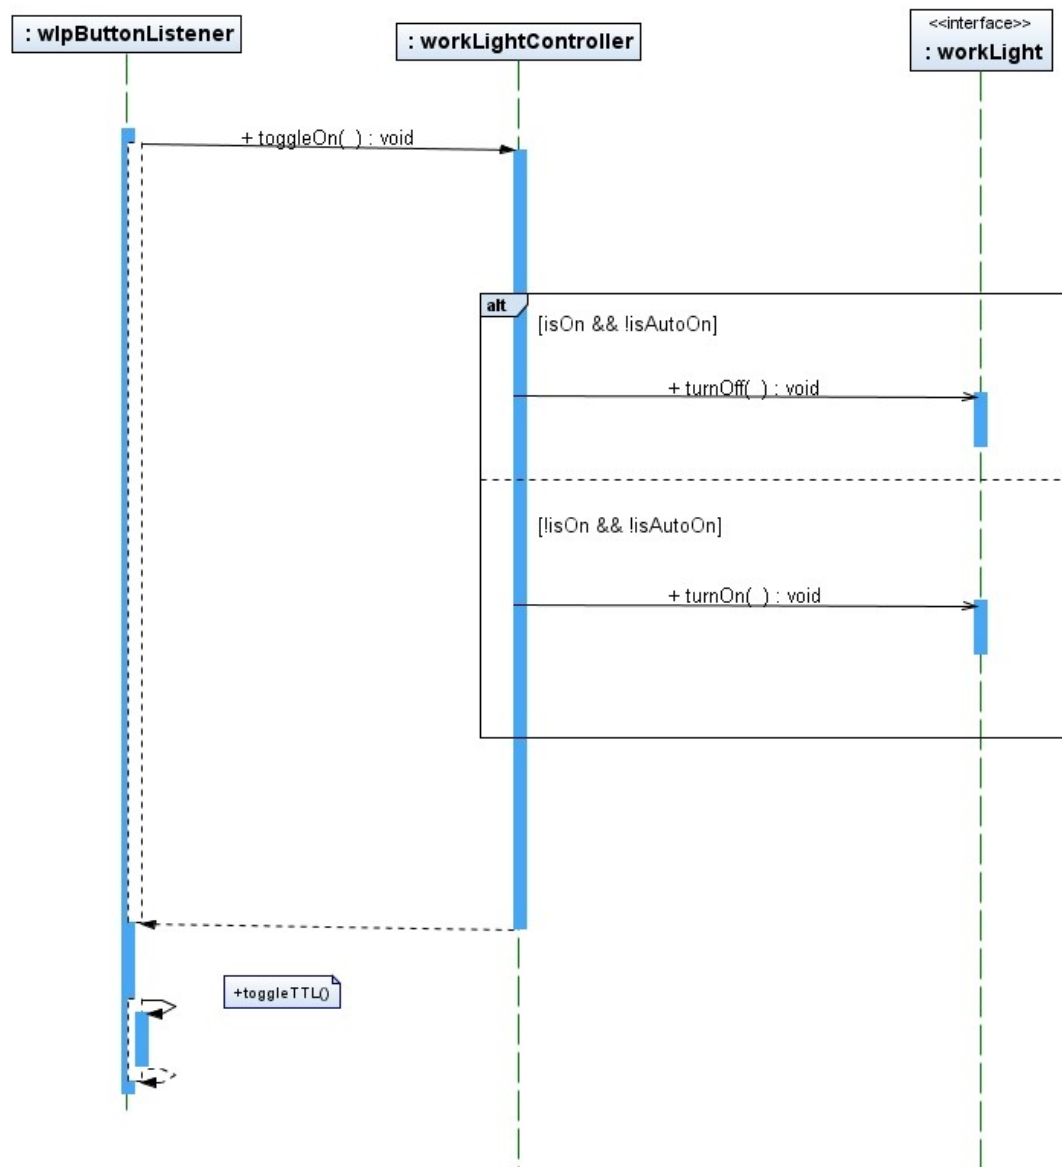 : wlpButtonListener
: workLightController
<<interface>>
: workLight
+ toggleOn(  ) : void
alt
[isOn && !isAutoOn]
+ turnOff(  ) : void
[!isOn && !isAutoOn]
+ turnOn(  ) : void
+toggleTTL()